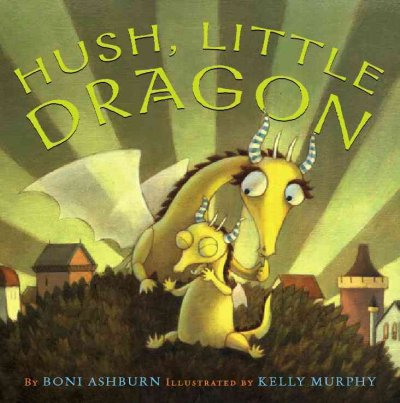 HUSH, LITTLE
DRAGON
BY BONI ASHBURN ILLUSTRATED BY KELLY MURPHY